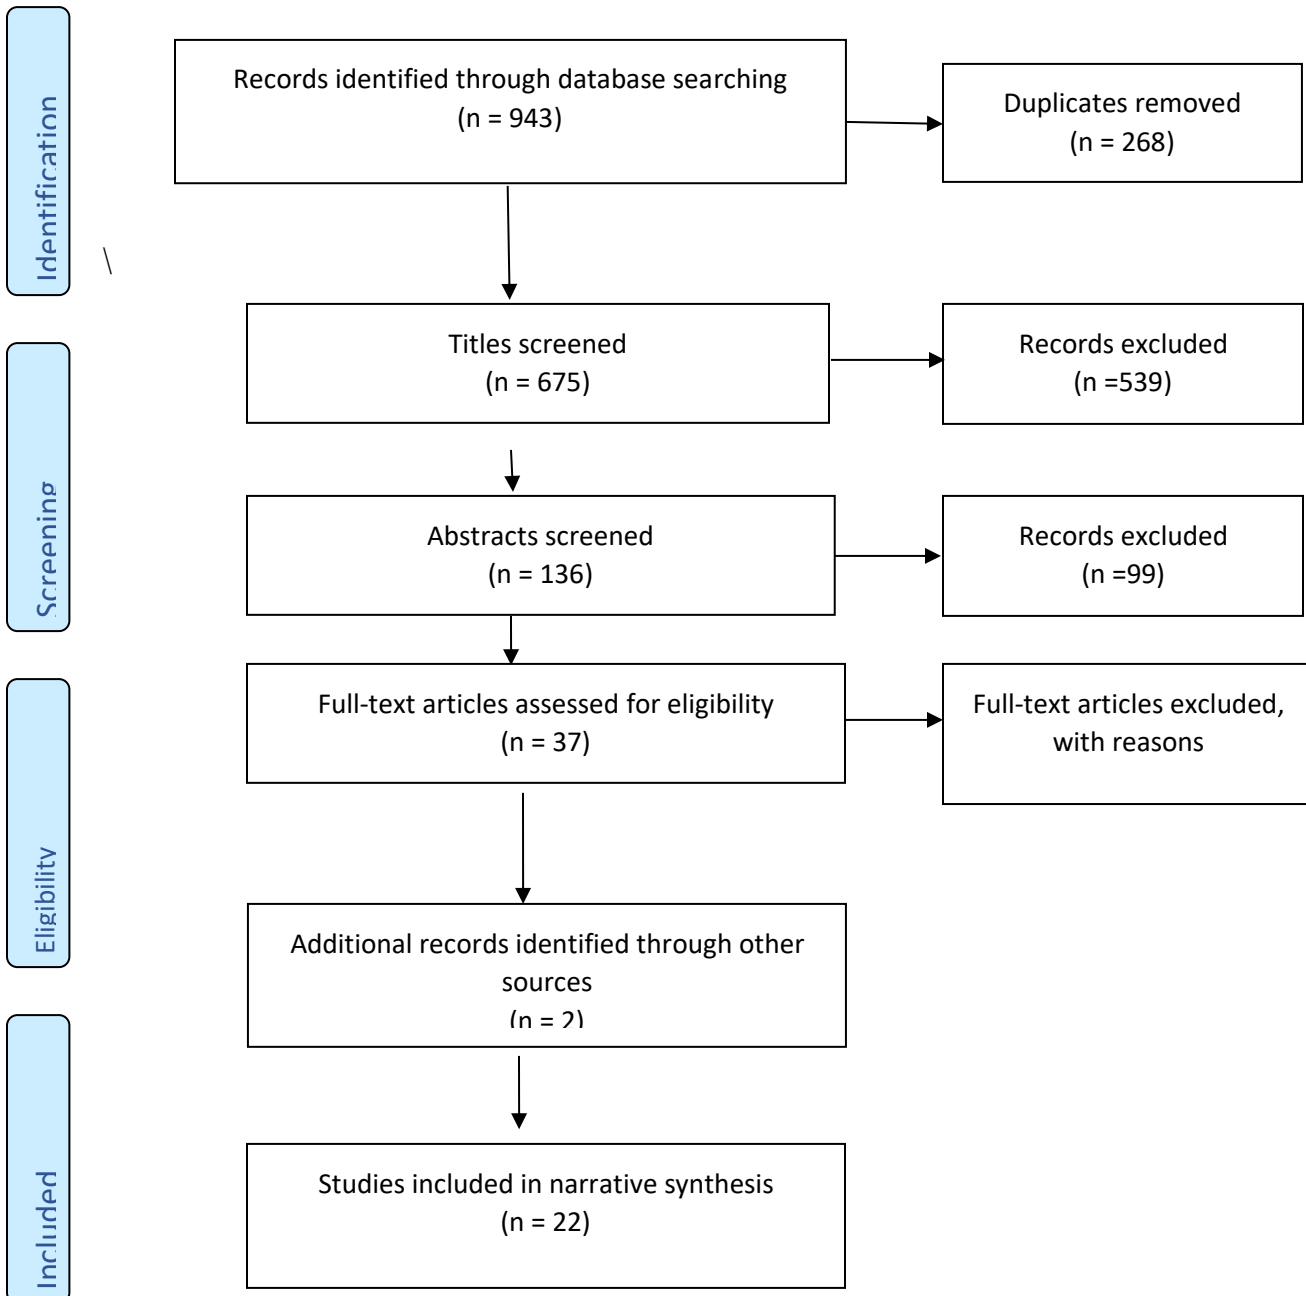 Identification
Records identified through database searching
(n = 943)
Duplicates removed
(n = 268)
\
Titles screened
(n = 675)
Records excluded
(n =539)
Screening
Abstracts screened
(n = 136)
Records excluded
(n =99)
Full-text articles assessed for eligibility
(n = 37)
Full-text articles excluded,
with reasons
Eligibility
Additional records identified through other
sources
(n = 2)
Included
Studies included in narrative synthesis
(n = 22)